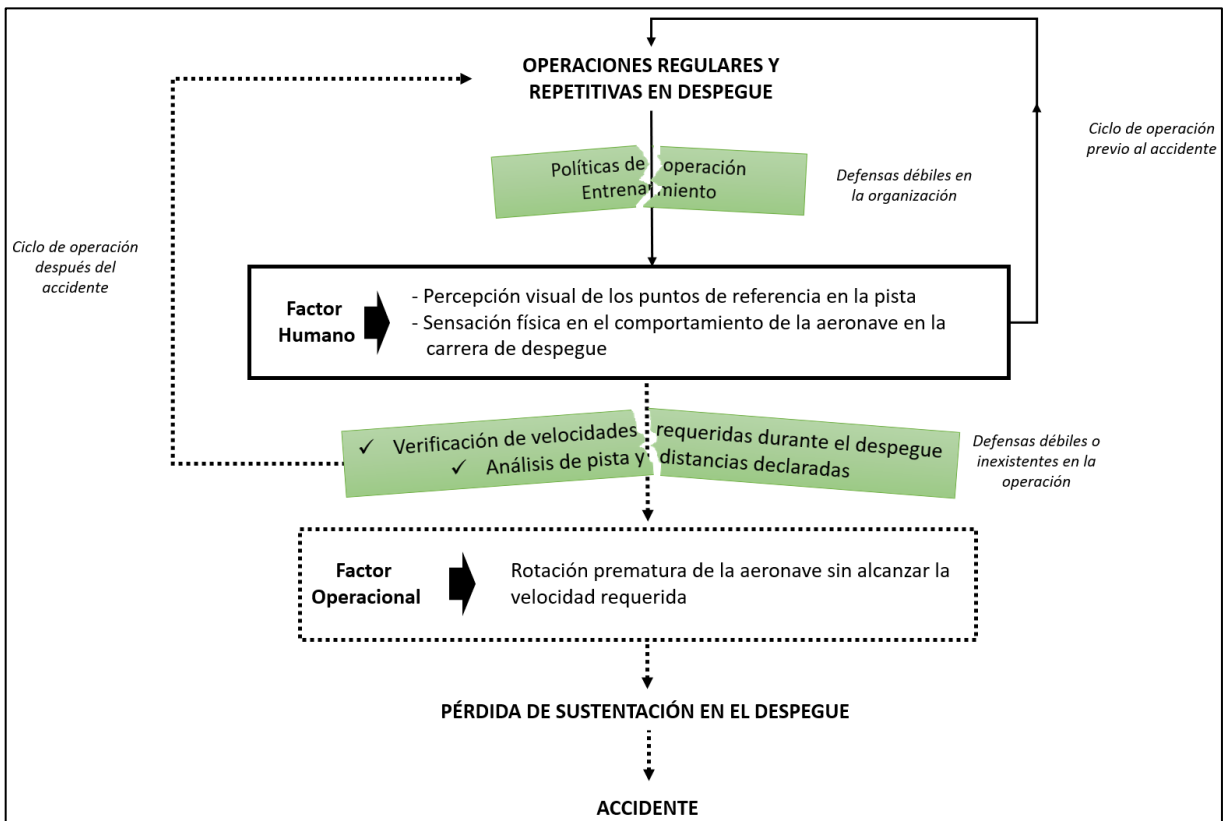 OPERACIONES REGULARES Y
REPETITIVAS EN DESPEGUE
Ciclo de operación
previo al accidente
Políticas de operación
Entrenamiento
Defensas débiles en
la organización
Ciclo de operación
después del
accidente
Factor
Humano
- Percepción visual de los puntos de referencia en la pista
- Sensación física en el comportamiento de la aeronave en la
carrera de despegue
✓ Verificación de velocidades requeridas durante el despegue
✓ Análisis de pista y distancias declaradas
Defensas débiles o
inexistentes en la
operación
Factor
Operacional
Rotación prematura de la aeronave sin alcanzar la
velocidad requerida
PÉRDIDA DE SUSTENTACIÓN EN EL DESPEGUE
ACCIDENTE